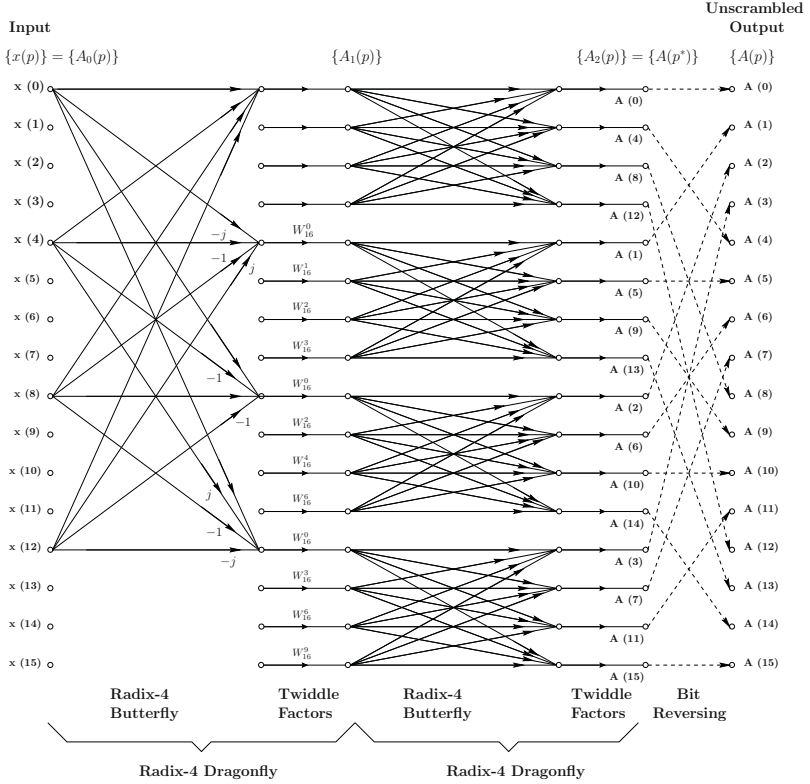 Input
Unscrambled
Output
{x(p)} = {A₀(p)} {A₁(p)} {A₂(p)} = {A(p*)} {A(p)}
x (0) A (0) A (0)
x (1) A (4) A (1)
x (2) A (8) A (2)
x (3) A (12) A (3)
x (4) −j W₁₆⁰ A (1) A (4)
−1 j
x (5) W₁₆¹ A (5) A (5)
x (6) W₁₆² A (9) A (6)
x (7) W₁₆³ A (13) A (7)
−1
x (8) W₁₆⁰ A (2) A (8)
−1
x (9) W₁₆² A (6) A (9)
x (10) W₁₆⁴ A (10) A (10)
j
x (11) W₁₆⁶ A (14) A (11)
−1
x (12) −j W₁₆⁰ A (3) A (12)
x (13) W₁₆³ A (7) A (13)
x (14) W₁₆⁶ A (11) A (14)
x (15) W₁₆⁹ A (15) A (15)
Radix-4 Twiddle Radix-4 Twiddle Bit
Butterfly Factors Butterfly Factors Reversing
Radix-4 Dragonfly Radix-4 Dragonfly